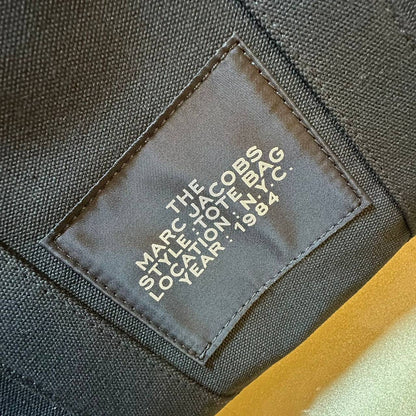 THE
MARC JACOBS
STYLE : TOTE BAG
LOCATION : N.Y.C.
YEAR : 1984